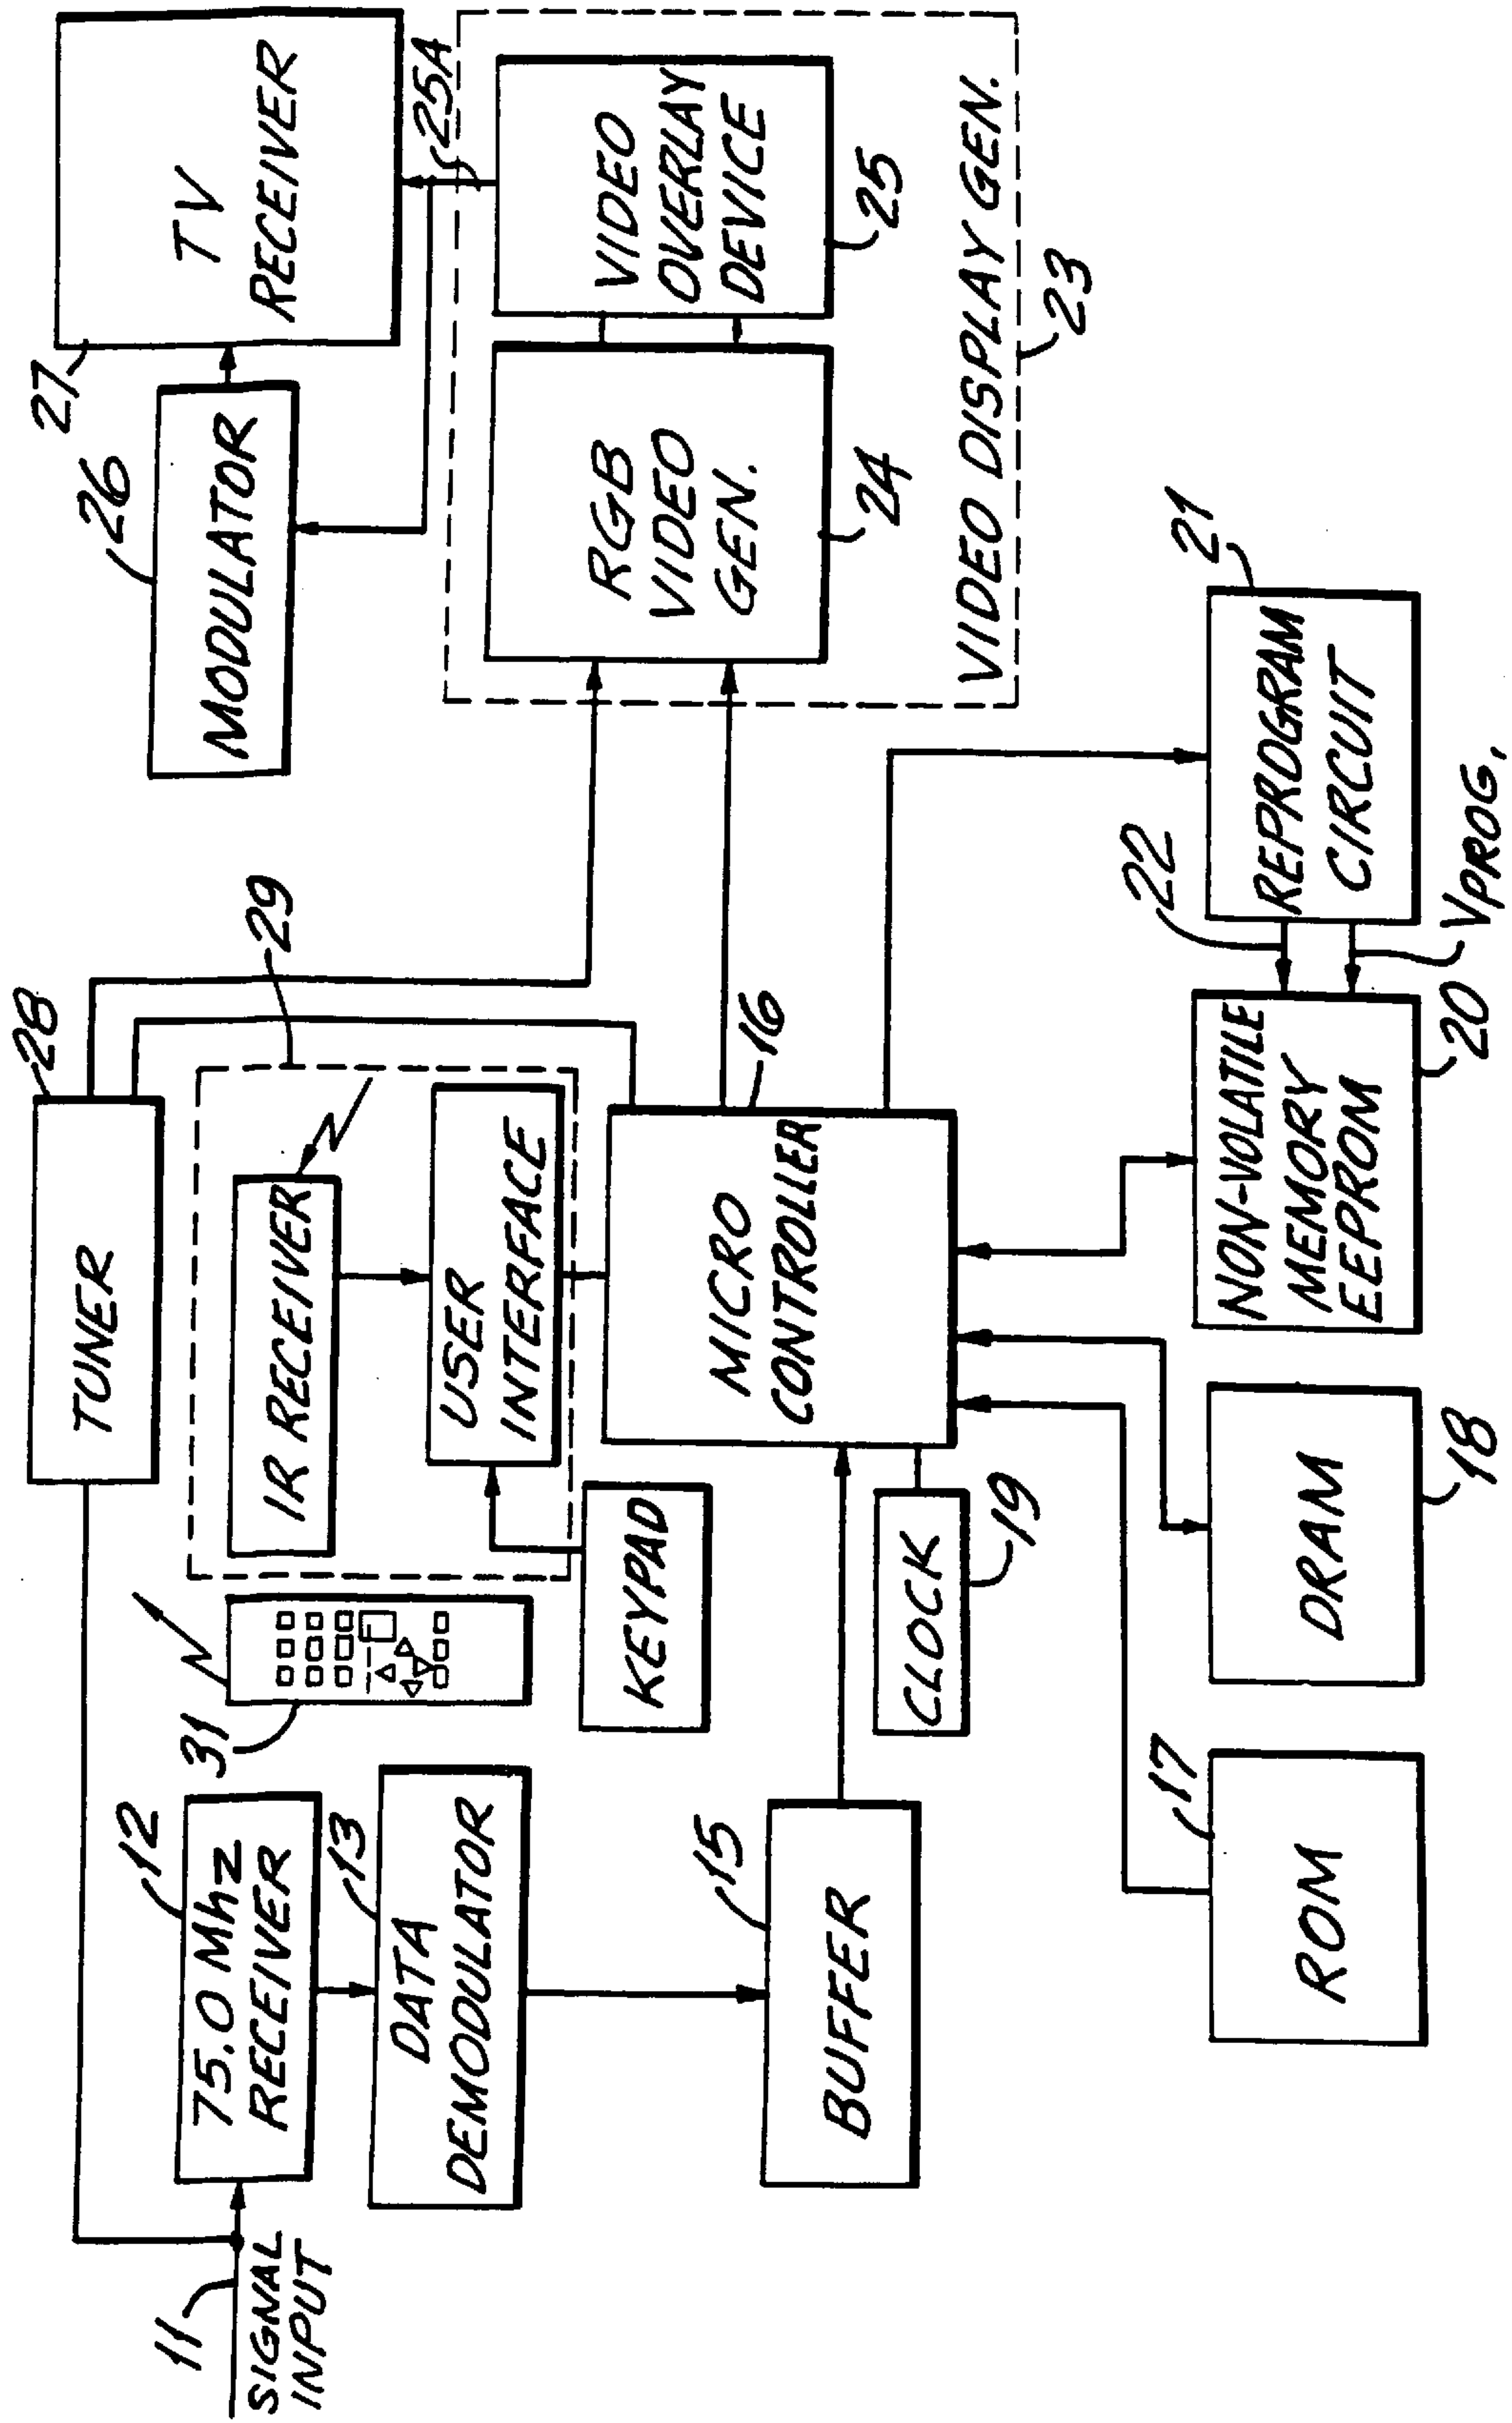 11
SIGNAL
INPUT
12
75.0 Mhz
RECEIVER
13
DATA
DEMODULATOR
15
BUFFER
17
ROM
31
KEYPAD
CLOCK
19
DRAM
18
28
TUNER
29
IR RECEIVER
USER
INTERFACE
16
MICRO
CONTROLLER
NON-VOLATILE
MEMORY
EEPROM
20
22
VPROG.
21
REPROGRAM
CIRCUIT
26
MODULATOR
27
TV
RECEIVER
25A
RGB
VIDEO
GEN.
24
VIDEO
OVERLAY
DEVICE
25
VIDEO DISPLAY GEN.
23